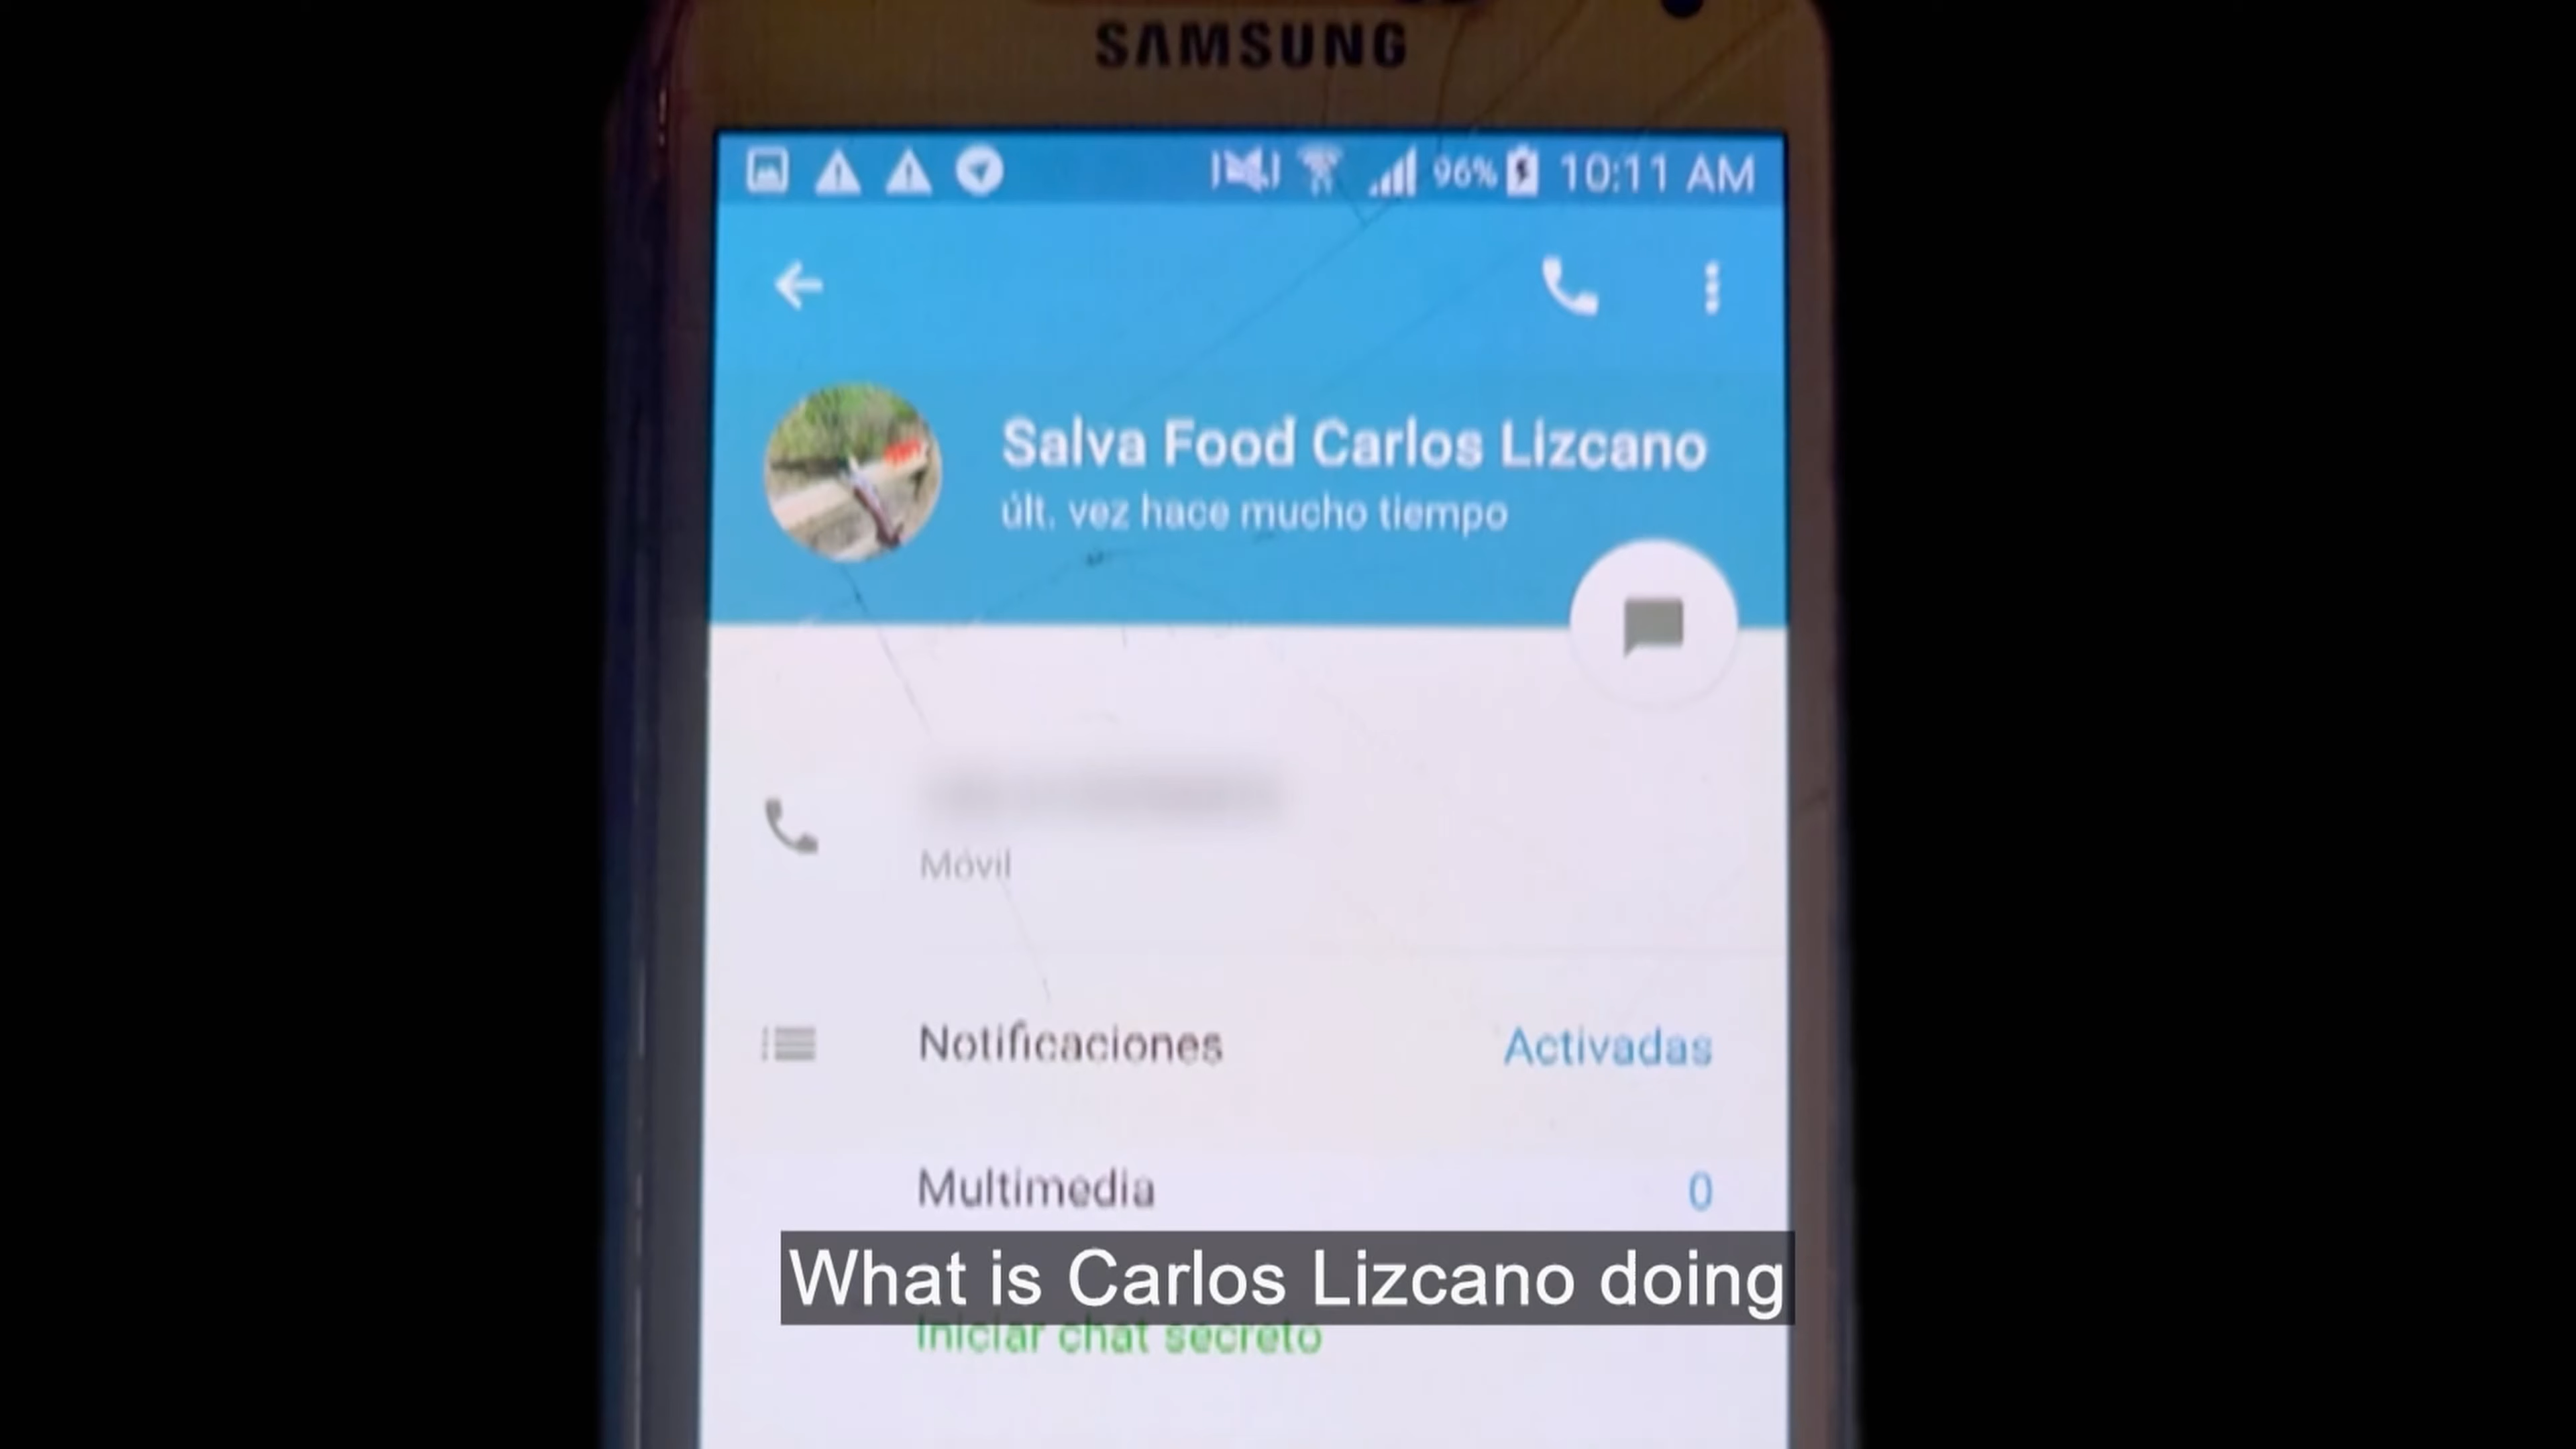 SAMSUNG
96% 10:11 AM
Salva Food Carlos Lizcano
últ. vez hace mucho tiempo
Móvil
Notificaciones Activadas
Multimedia 0
What is Carlos Lizcano doing
Iniciar chat secreto